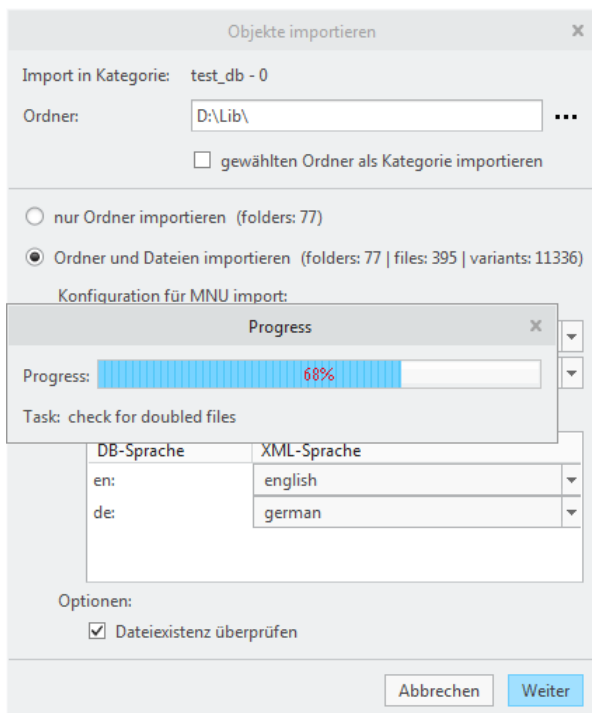 Objekte importieren
Import in Kategorie: test_db - 0
Ordner: D:\Lib\
gewählten Ordner als Kategorie importieren
nur Ordner importieren (folders: 77)
Ordner und Dateien importieren (folders: 77 | files: 395 | variants: 11336)
Konfiguration für MNU import:
Progress
Progress: 68%
Task: check for doubled files
DB-Sprache XML-Sprache
en: english
de: german
Optionen:
Dateiexistenz überprüfen
Abbrechen Weiter